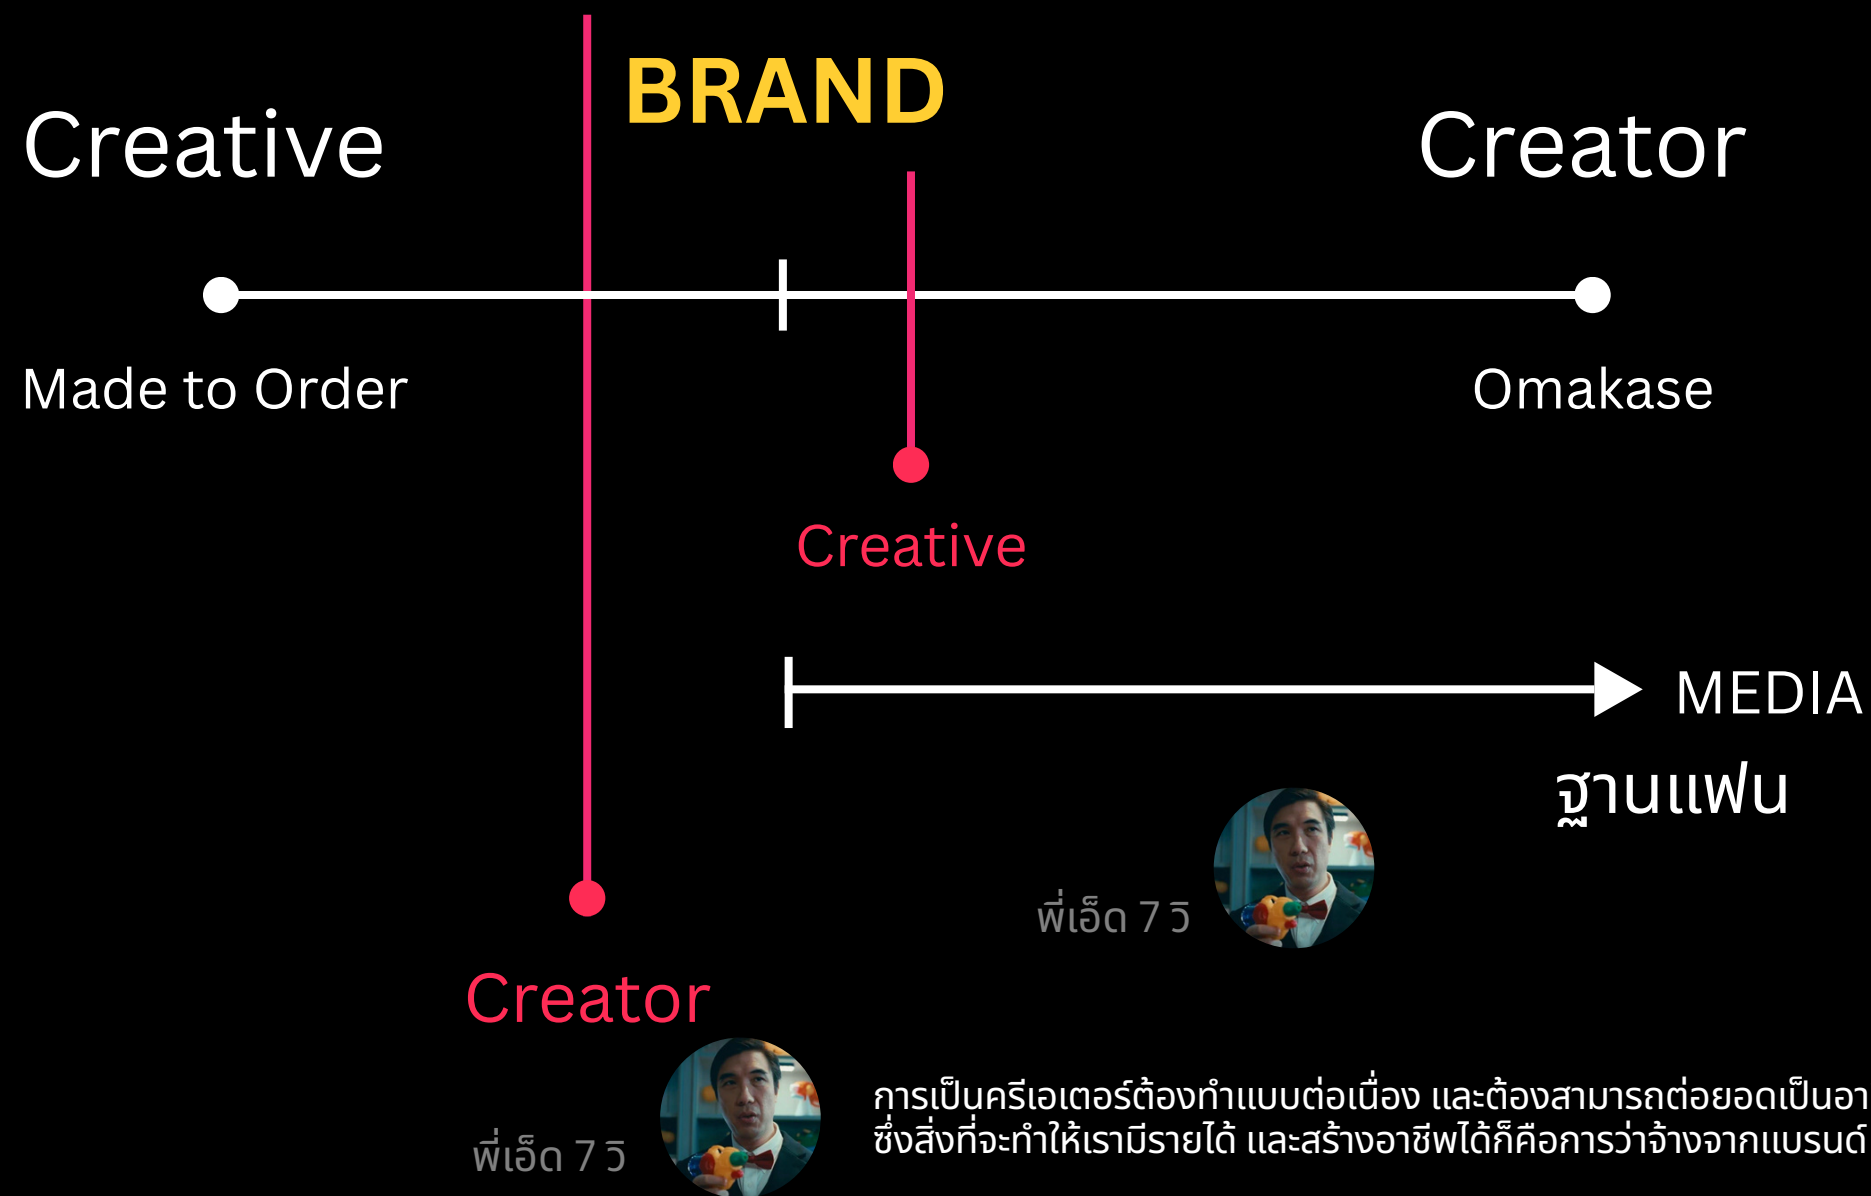 BRAND
Creative
Creator
Made to Order
Omakase
Creative
MEDIA
ฐานแฟน
พี่เอ็ด 7 วิ
Creator
การเป็นครีเอเตอร์ต้องทำแบบต่อเนื่อง และต้องสามารถต่อยอดเป็นอา
ซึ่งสิ่งที่จะทำให้เรามีรายได้ และสร้างอาชีพได้ก็คือการว่าจ้างจากแบรนด์
พี่เอ็ด 7 วิ